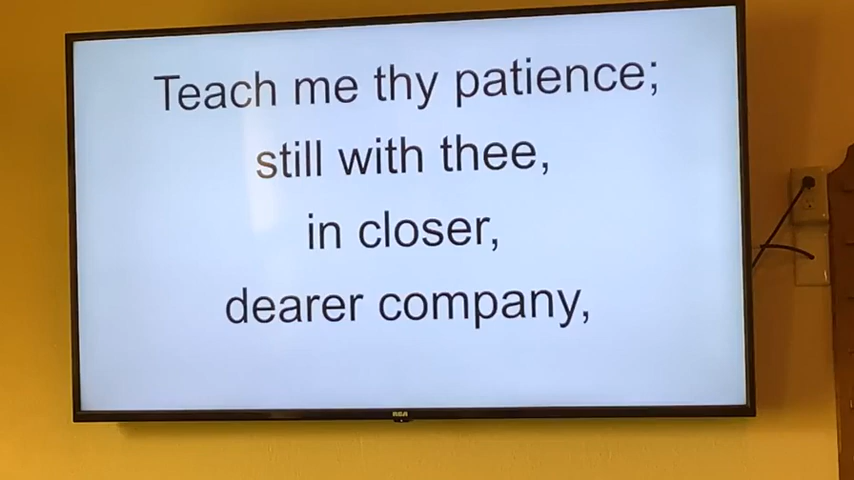 Teach me thy patience;
still with thee,
in closer,
dearer company,
RCA